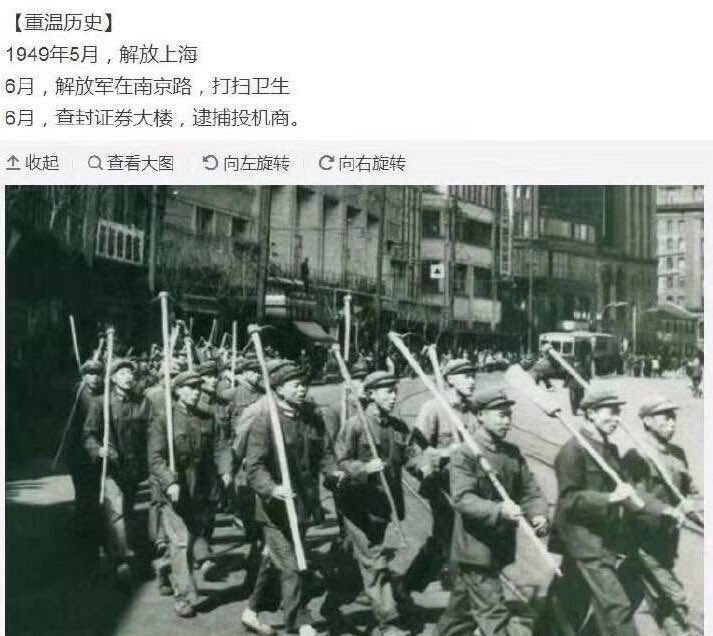 【重温历史】
1949年5月，解放上海
6月，解放军在南京路，打扫卫生
6月，查封证券大楼，逮捕投机商。
收起 查看大图 向左旋转 向右旋转